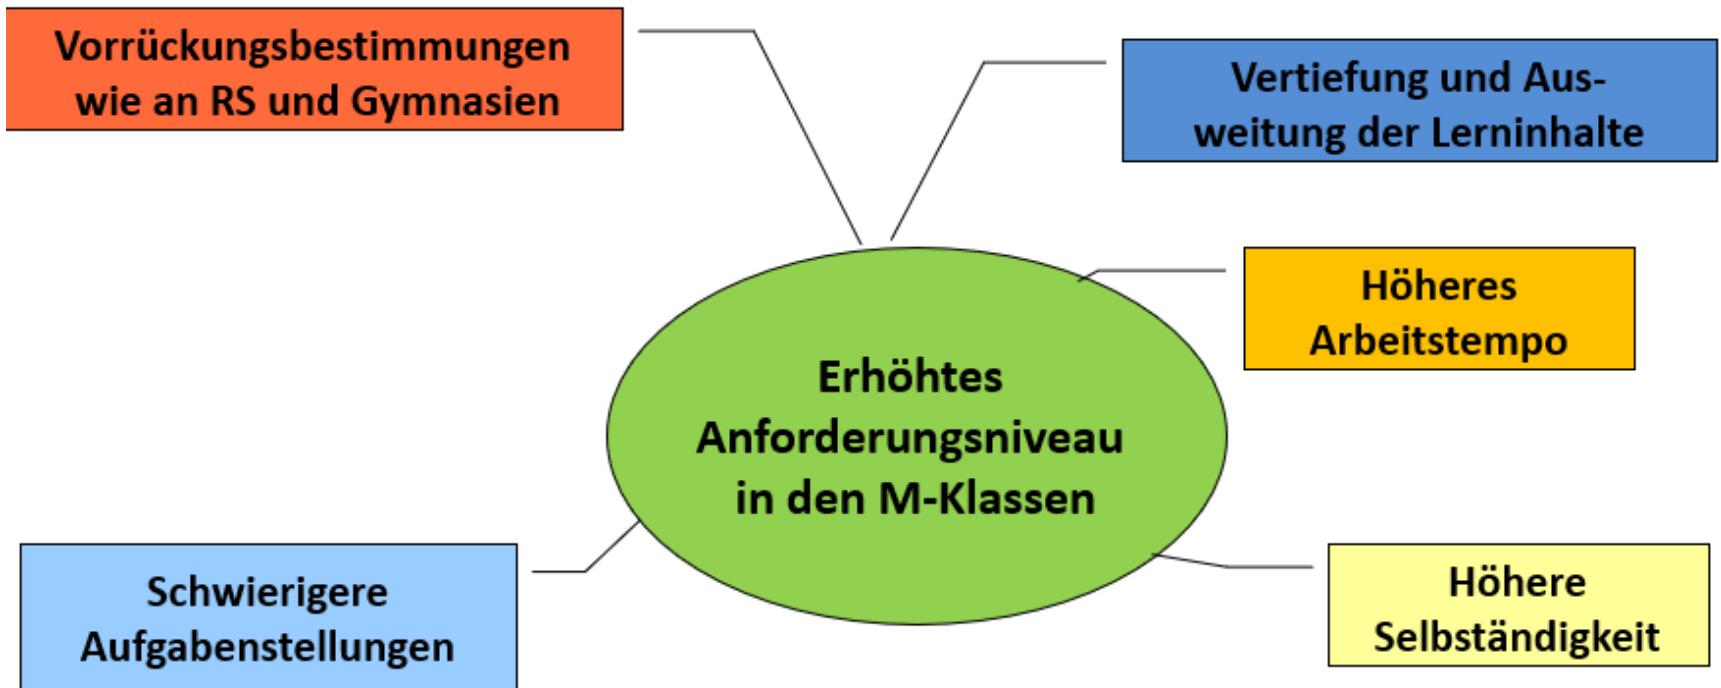 Vorrückungsbestimmungen
wie an RS und Gymnasien
Vertiefung und Aus-
weitung der Lerninhalte
Höheres
Arbeitstempo
Erhöhtes
Anforderungsniveau
in den M-Klassen
Schwierigere
Aufgabenstellungen
Höhere
Selbständigkeit